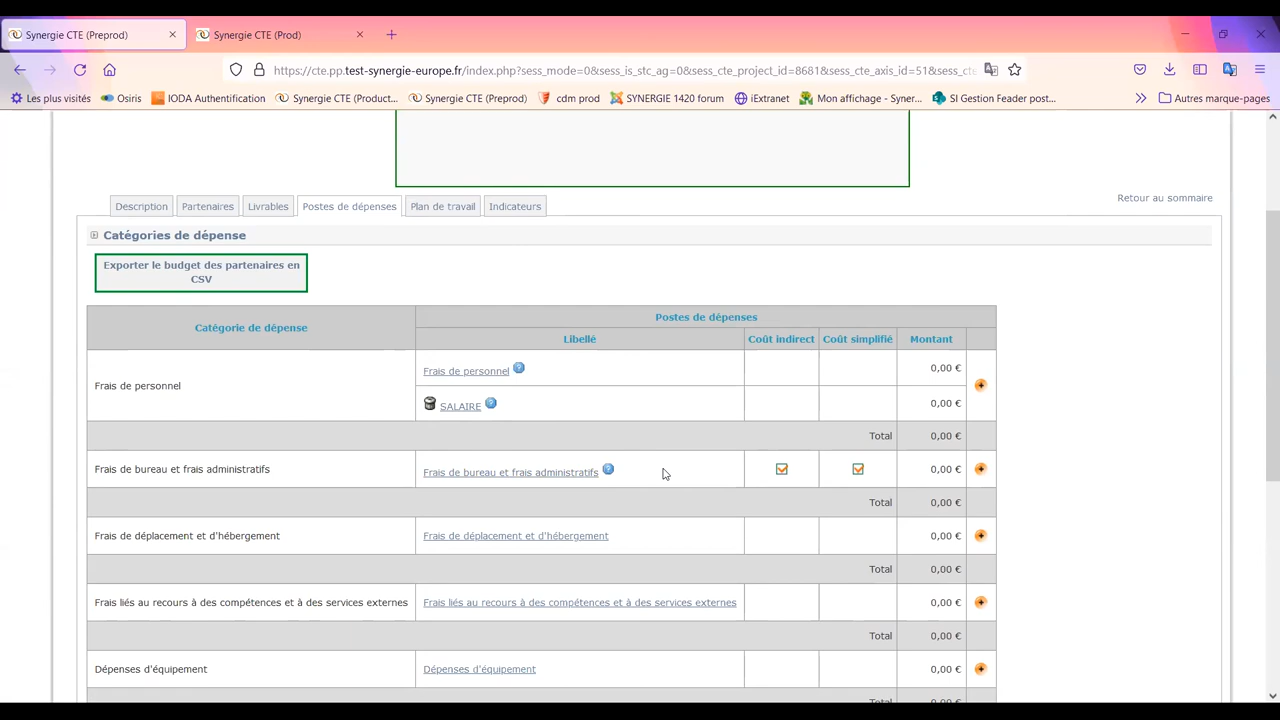 Synergie CTE (Preprod)
Synergie CTE (Prod)
https://cte.pp.test-synergie-europe.fr/index.php?sess_mode=0&sess_is_stc_ag=0&sess_cte_project_id=8681&sess_cte_axis_id=51&sess_cte
Les plus visités
Osiris
IODA Authentification
Synergie CTE (Product...
Synergie CTE (Preprod)
cdm prod
SYNERGIE 1420 forum
iExtranet
Mon affichage - Syner...
SI Gestion Feader post...
Autres marque-pages
Retour au sommaire
Description
Partenaires
Livrables
Postes de dépenses
Plan de travail
Indicateurs
Catégories de dépense
Exporter le budget des partenaires en
CSV
Catégorie de dépense
Postes de dépenses
Libellé
Coût indirect
Coût simplifié
Montant
Frais de personnel
Frais de personnel
0,00 €
SALAIRE
0,00 €
Total
0,00 €
Frais de bureau et frais administratifs
Frais de bureau et frais administratifs
0,00 €
Total
0,00 €
Frais de déplacement et d'hébergement
Frais de déplacement et d'hébergement
0,00 €
Total
0,00 €
Frais liés au recours à des compétences et à des services externes
Frais liés au recours à des compétences et à des services externes
0,00 €
Total
0,00 €
Dépenses d'équipement
Dépenses d'équipement
0,00 €
Total
0,00 €